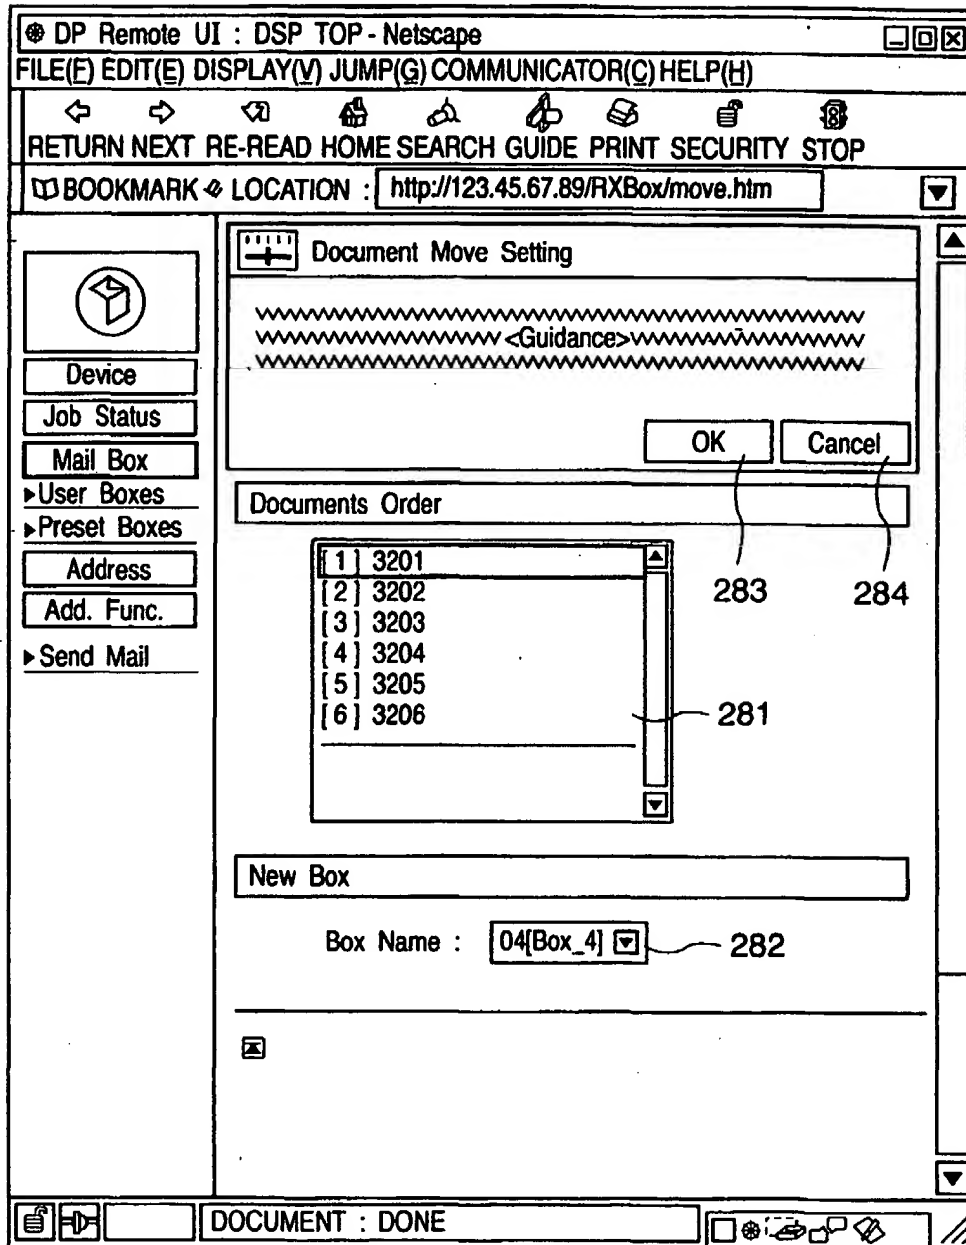 DP Remote UI : DSP TOP - Netscape
FILE(F) EDIT(E) DISPLAY(V) JUMP(G) COMMUNICATOR(C) HELP(H)
RETURN NEXT RE-READ HOME SEARCH GUIDE PRINT SECURITY STOP
BOOKMARK LOCATION : http://123.45.67.89/RXBox/move.htm
Document Move Setting
<Guidance>
OK Cancel
283 284
Device
Job Status
Mail Box
▶User Boxes
▶Preset Boxes
Address
Add. Func.
▶Send Mail
Documents Order
[ 1 ] 3201
[ 2 ] 3202
[ 3 ] 3203
[ 4 ] 3204
[ 5 ] 3205
[ 6 ] 3206
281
New Box
Box Name : 04[Box_4]
282
DOCUMENT : DONE